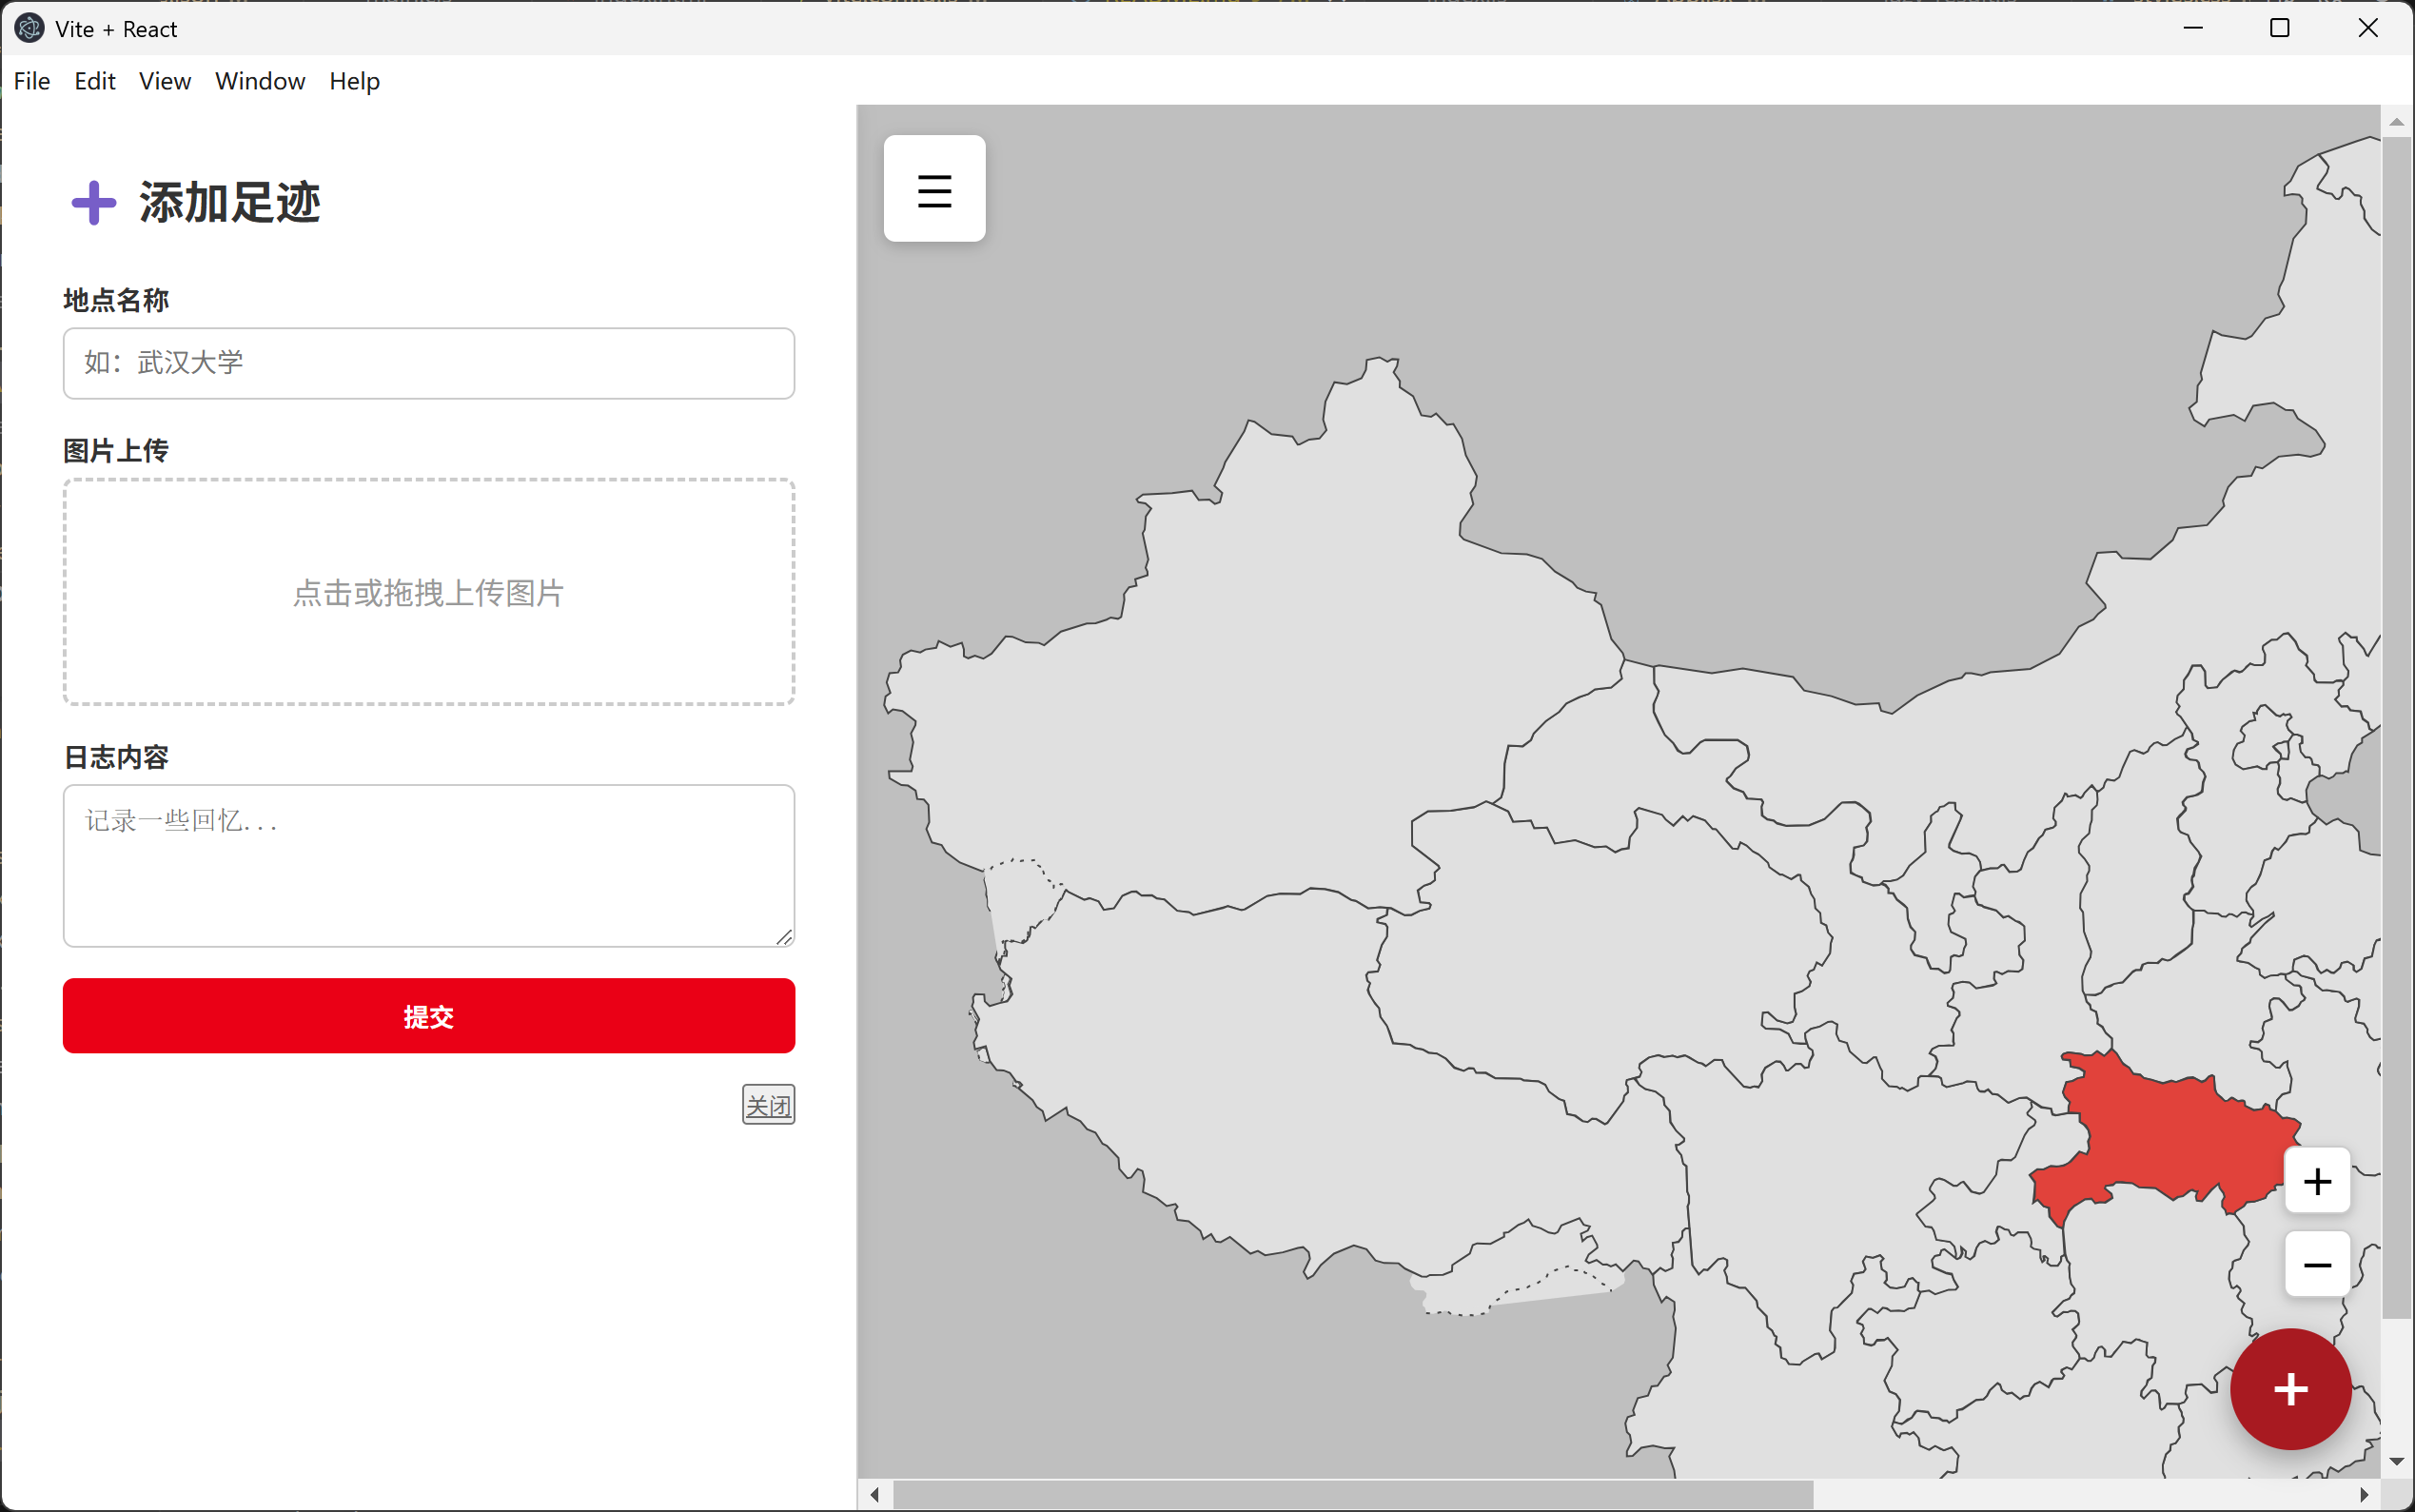 Vite + React
File Edit View Window Help
添加足迹
地点名称
如：武汉大学
图片上传
点击或拖拽上传图片
日志内容
记录一些回忆...
提交
关闭